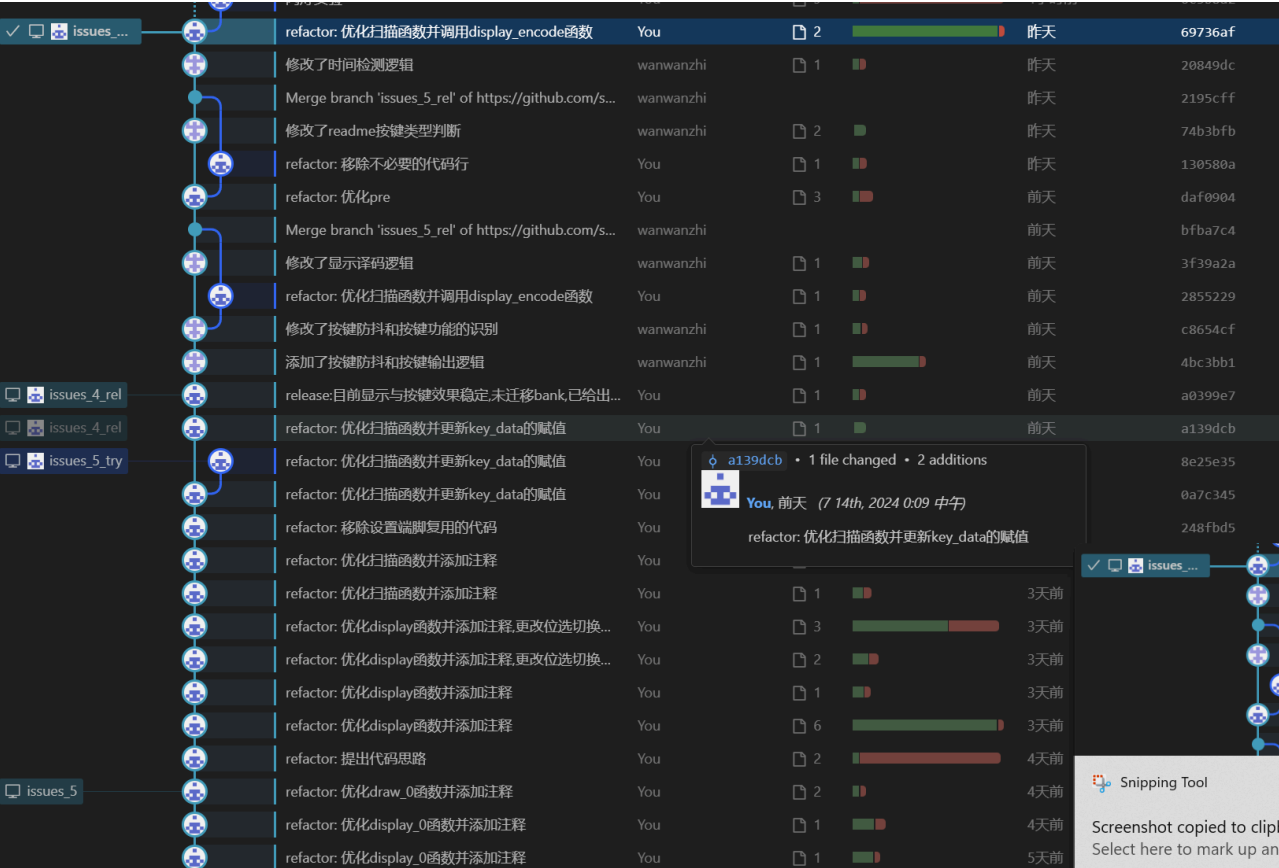 issues_... refactor: 优化扫描函数并调用display_encode函数 You 2 昨天 69736af
修改了时间检测逻辑 wanwanzhi 1 昨天 20849dc
Merge branch 'issues_5_rel' of https://github.com/s... wanwanzhi 昨天 2195cff
修改了readme按键类型判断 wanwanzhi 2 昨天 74b3bfb
refactor: 移除不必要的代码行 You 1 昨天 130580a
refactor: 优化pre You 3 前天 daf0904
Merge branch 'issues_5_rel' of https://github.com/s... wanwanzhi 前天 bfba7c4
修改了显示译码逻辑 wanwanzhi 1 前天 3f39a2a
refactor: 优化扫描函数并调用display_encode函数 You 1 前天 2855229
修改了按键防抖和按键功能的识别 wanwanzhi 1 前天 c8654cf
添加了按键防抖和按键输出逻辑 wanwanzhi 1 前天 4bc3bb1
issues_4_rel release:目前显示与按键效果稳定,未迁移bank,已给出... You 1 前天 a0399e7
issues_4_rel refactor: 优化扫描函数并更新key_data的赋值 You 1 前天 a139dcb
issues_5_try refactor: 优化扫描函数并更新key_data的赋值 You 8e25e35
a139dcb • 1 file changed • 2 additions
refactor: 优化扫描函数并更新key_data的赋值 You 0a7c345
You, 前天 (7 14th, 2024 0:09 中午)
refactor: 移除设置端脚复用的代码 You 248fbd5
refactor: 优化扫描函数并更新key_data的赋值
refactor: 优化扫描函数并添加注释 You
issues_...
refactor: 优化扫描函数并添加注释 You 1 3天前
refactor: 优化display函数并添加注释,更改位选切换... You 3 3天前
refactor: 优化display函数并添加注释,更改位选切换... You 2 3天前
refactor: 优化display函数并添加注释 You 1 3天前
refactor: 优化display函数并添加注释 You 6 3天前
refactor: 提出代码思路 You 2 4天前
Snipping Tool
issues_5 refactor: 优化draw_0函数并添加注释 You 2 4天前
refactor: 优化display_0函数并添加注释 You 1 4天前
Screenshot copied to clip
Select here to mark up an
refactor: 优化display_0函数并添加注释 You 1 5天前